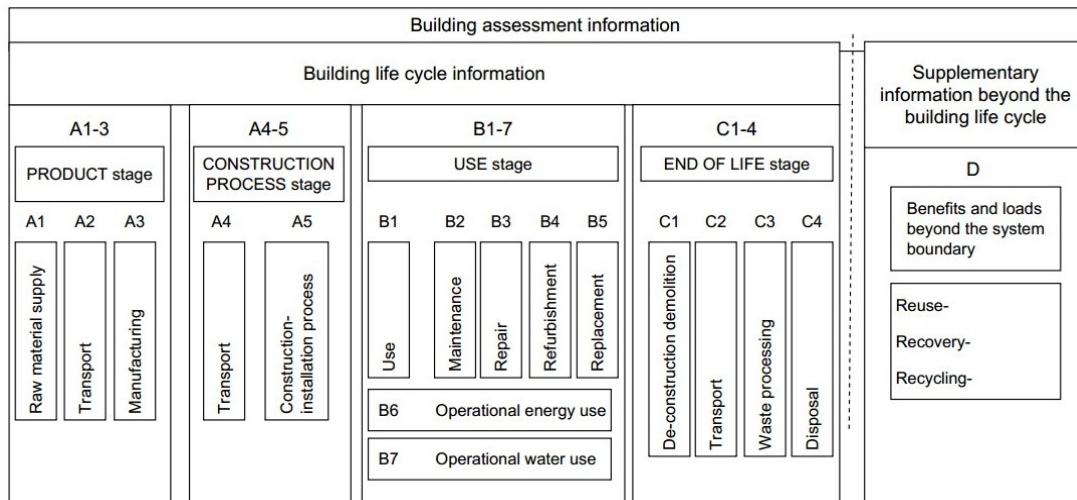 Building assessment information
Building life cycle information
Supplementary
information beyond the
building life cycle
A1-3
PRODUCT stage
A1
A2
A3
Raw material supply
Transport
Manufacturing
A4-5
CONSTRUCTION
PROCESS stage
A4
A5
Transport
Construction-
installation process
B1-7
USE stage
B1
B2
B3
B4
B5
Use
Maintenance
Repair
Refurbishment
Replacement
B6 Operational energy use
B7 Operational water use
C1-4
END OF LIFE stage
C1
C2
C3
C4
De-construction demolition
Transport
Waste processing
Disposal
D
Benefits and loads
beyond the system
boundary
Reuse-
Recovery-
Recycling-